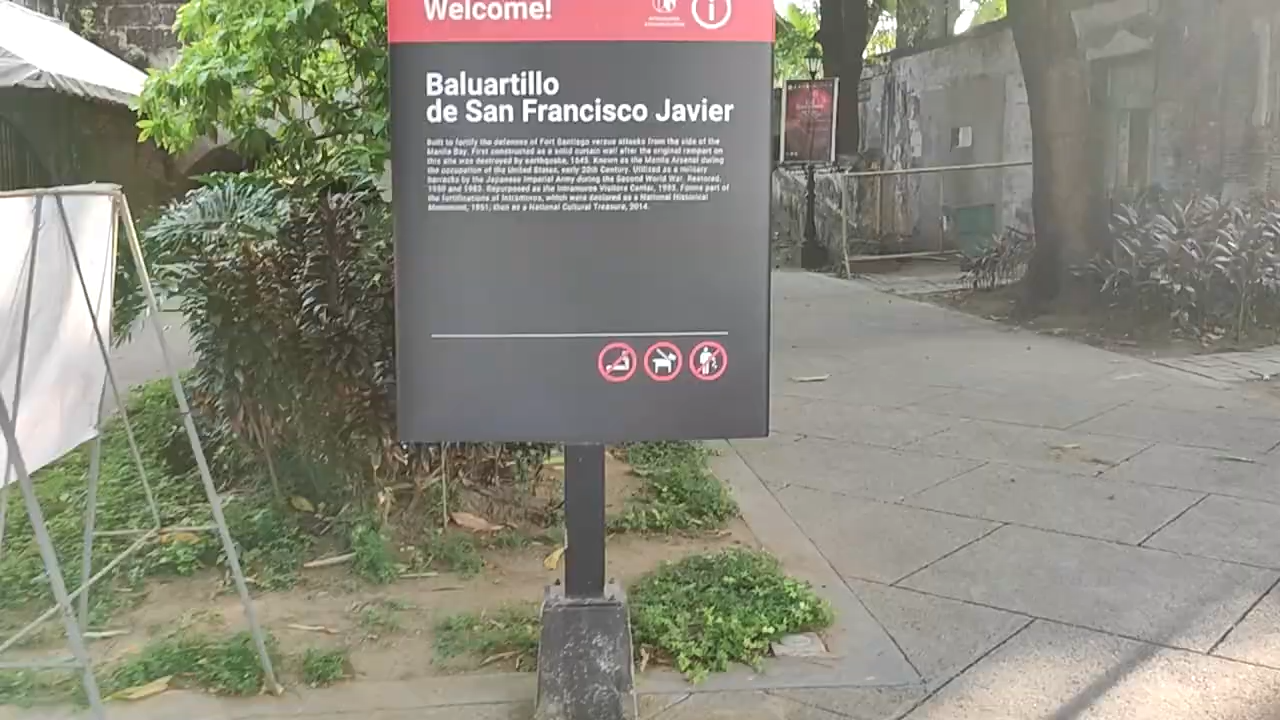 Welcome!
Baluartillo
de San Francisco Javier
Built to fortify the defenses of Fort Santiago versus attacks from the side of the
Manila Bay. First constructed as a solid curtain wall after the original rampart on
this site was destroyed by earthquake, 1645. Known as the Manila Arsenal during
the occupation of the United States, early 20th Century. Utilized as a military
barracks by the Japanese Imperial Army during the Second World War. Restored,
and 1983. Repurposed as the Intramuros Visitors Center, 1993. Forms part of
the fortifications of Intramuros, which were declared as a National Historical
Monument, 1951; then as a National Cultural Treasure, 2014.